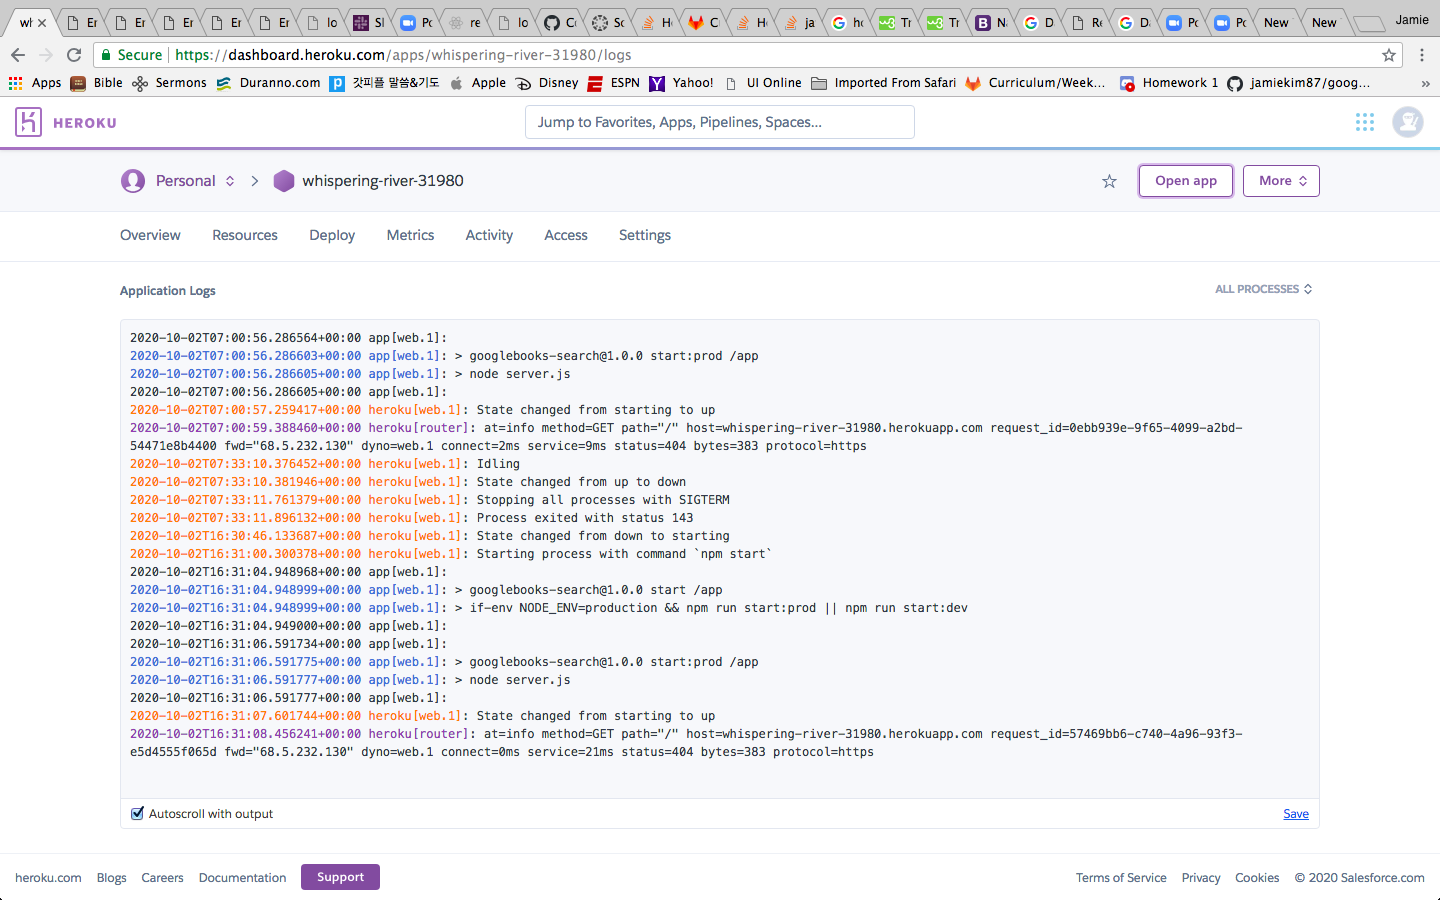 wh En En En En En lo Sl Po re lo Co Sc Ho C Ho ja ho Tr Tr Na D Re Da Po Po New New Jamie
Secure https://dashboard.heroku.com/apps/whispering-river-31980/logs
Apps Bible Sermons Duranno.com 갓피플 말씀&기도 Apple Disney ESPN Yahoo! UI Online Imported From Safari Curriculum/Week... Homework 1 jamiekim87/goog... »
HEROKU Jump to Favorites, Apps, Pipelines, Spaces...
Personal whispering-river-31980 Open app More
Overview Resources Deploy Metrics Activity Access Settings
Application Logs ALL PROCESSES
2020-10-02T07:00:56.286564+00:00 app[web.1]:
2020-10-02T07:00:56.286603+00:00 app[web.1]: > googlebooks-search@1.0.0 start:prod /app
2020-10-02T07:00:56.286605+00:00 app[web.1]: > node server.js
2020-10-02T07:00:56.286605+00:00 app[web.1]:
2020-10-02T07:00:57.259417+00:00 heroku[web.1]: State changed from starting to up
2020-10-02T07:00:59.388460+00:00 heroku[router]: at=info method=GET path="/" host=whispering-river-31980.herokuapp.com request_id=0ebb939e-9f65-4099-a2bd-
54471e8b4400 fwd="68.5.232.130" dyno=web.1 connect=2ms service=9ms status=404 bytes=383 protocol=https
2020-10-02T07:33:10.376452+00:00 heroku[web.1]: Idling
2020-10-02T07:33:10.381946+00:00 heroku[web.1]: State changed from up to down
2020-10-02T07:33:11.761379+00:00 heroku[web.1]: Stopping all processes with SIGTERM
2020-10-02T07:33:11.896132+00:00 heroku[web.1]: Process exited with status 143
2020-10-02T16:30:46.133687+00:00 heroku[web.1]: State changed from down to starting
2020-10-02T16:31:00.300378+00:00 heroku[web.1]: Starting process with command `npm start`
2020-10-02T16:31:04.948968+00:00 app[web.1]:
2020-10-02T16:31:04.948999+00:00 app[web.1]: > googlebooks-search@1.0.0 start /app
2020-10-02T16:31:04.948999+00:00 app[web.1]: > if-env NODE_ENV=production && npm run start:prod || npm run start:dev
2020-10-02T16:31:04.949000+00:00 app[web.1]:
2020-10-02T16:31:06.591734+00:00 app[web.1]:
2020-10-02T16:31:06.591775+00:00 app[web.1]: > googlebooks-search@1.0.0 start:prod /app
2020-10-02T16:31:06.591777+00:00 app[web.1]: > node server.js
2020-10-02T16:31:06.591777+00:00 app[web.1]:
2020-10-02T16:31:07.601744+00:00 heroku[web.1]: State changed from starting to up
2020-10-02T16:31:08.456241+00:00 heroku[router]: at=info method=GET path="/" host=whispering-river-31980.herokuapp.com request_id=57469bb6-c740-4a96-93f3-
e5d4555f065d fwd="68.5.232.130" dyno=web.1 connect=0ms service=21ms status=404 bytes=383 protocol=https
Autoscroll with output Save
heroku.com Blogs Careers Documentation Support Terms of Service Privacy Cookies © 2020 Salesforce.com